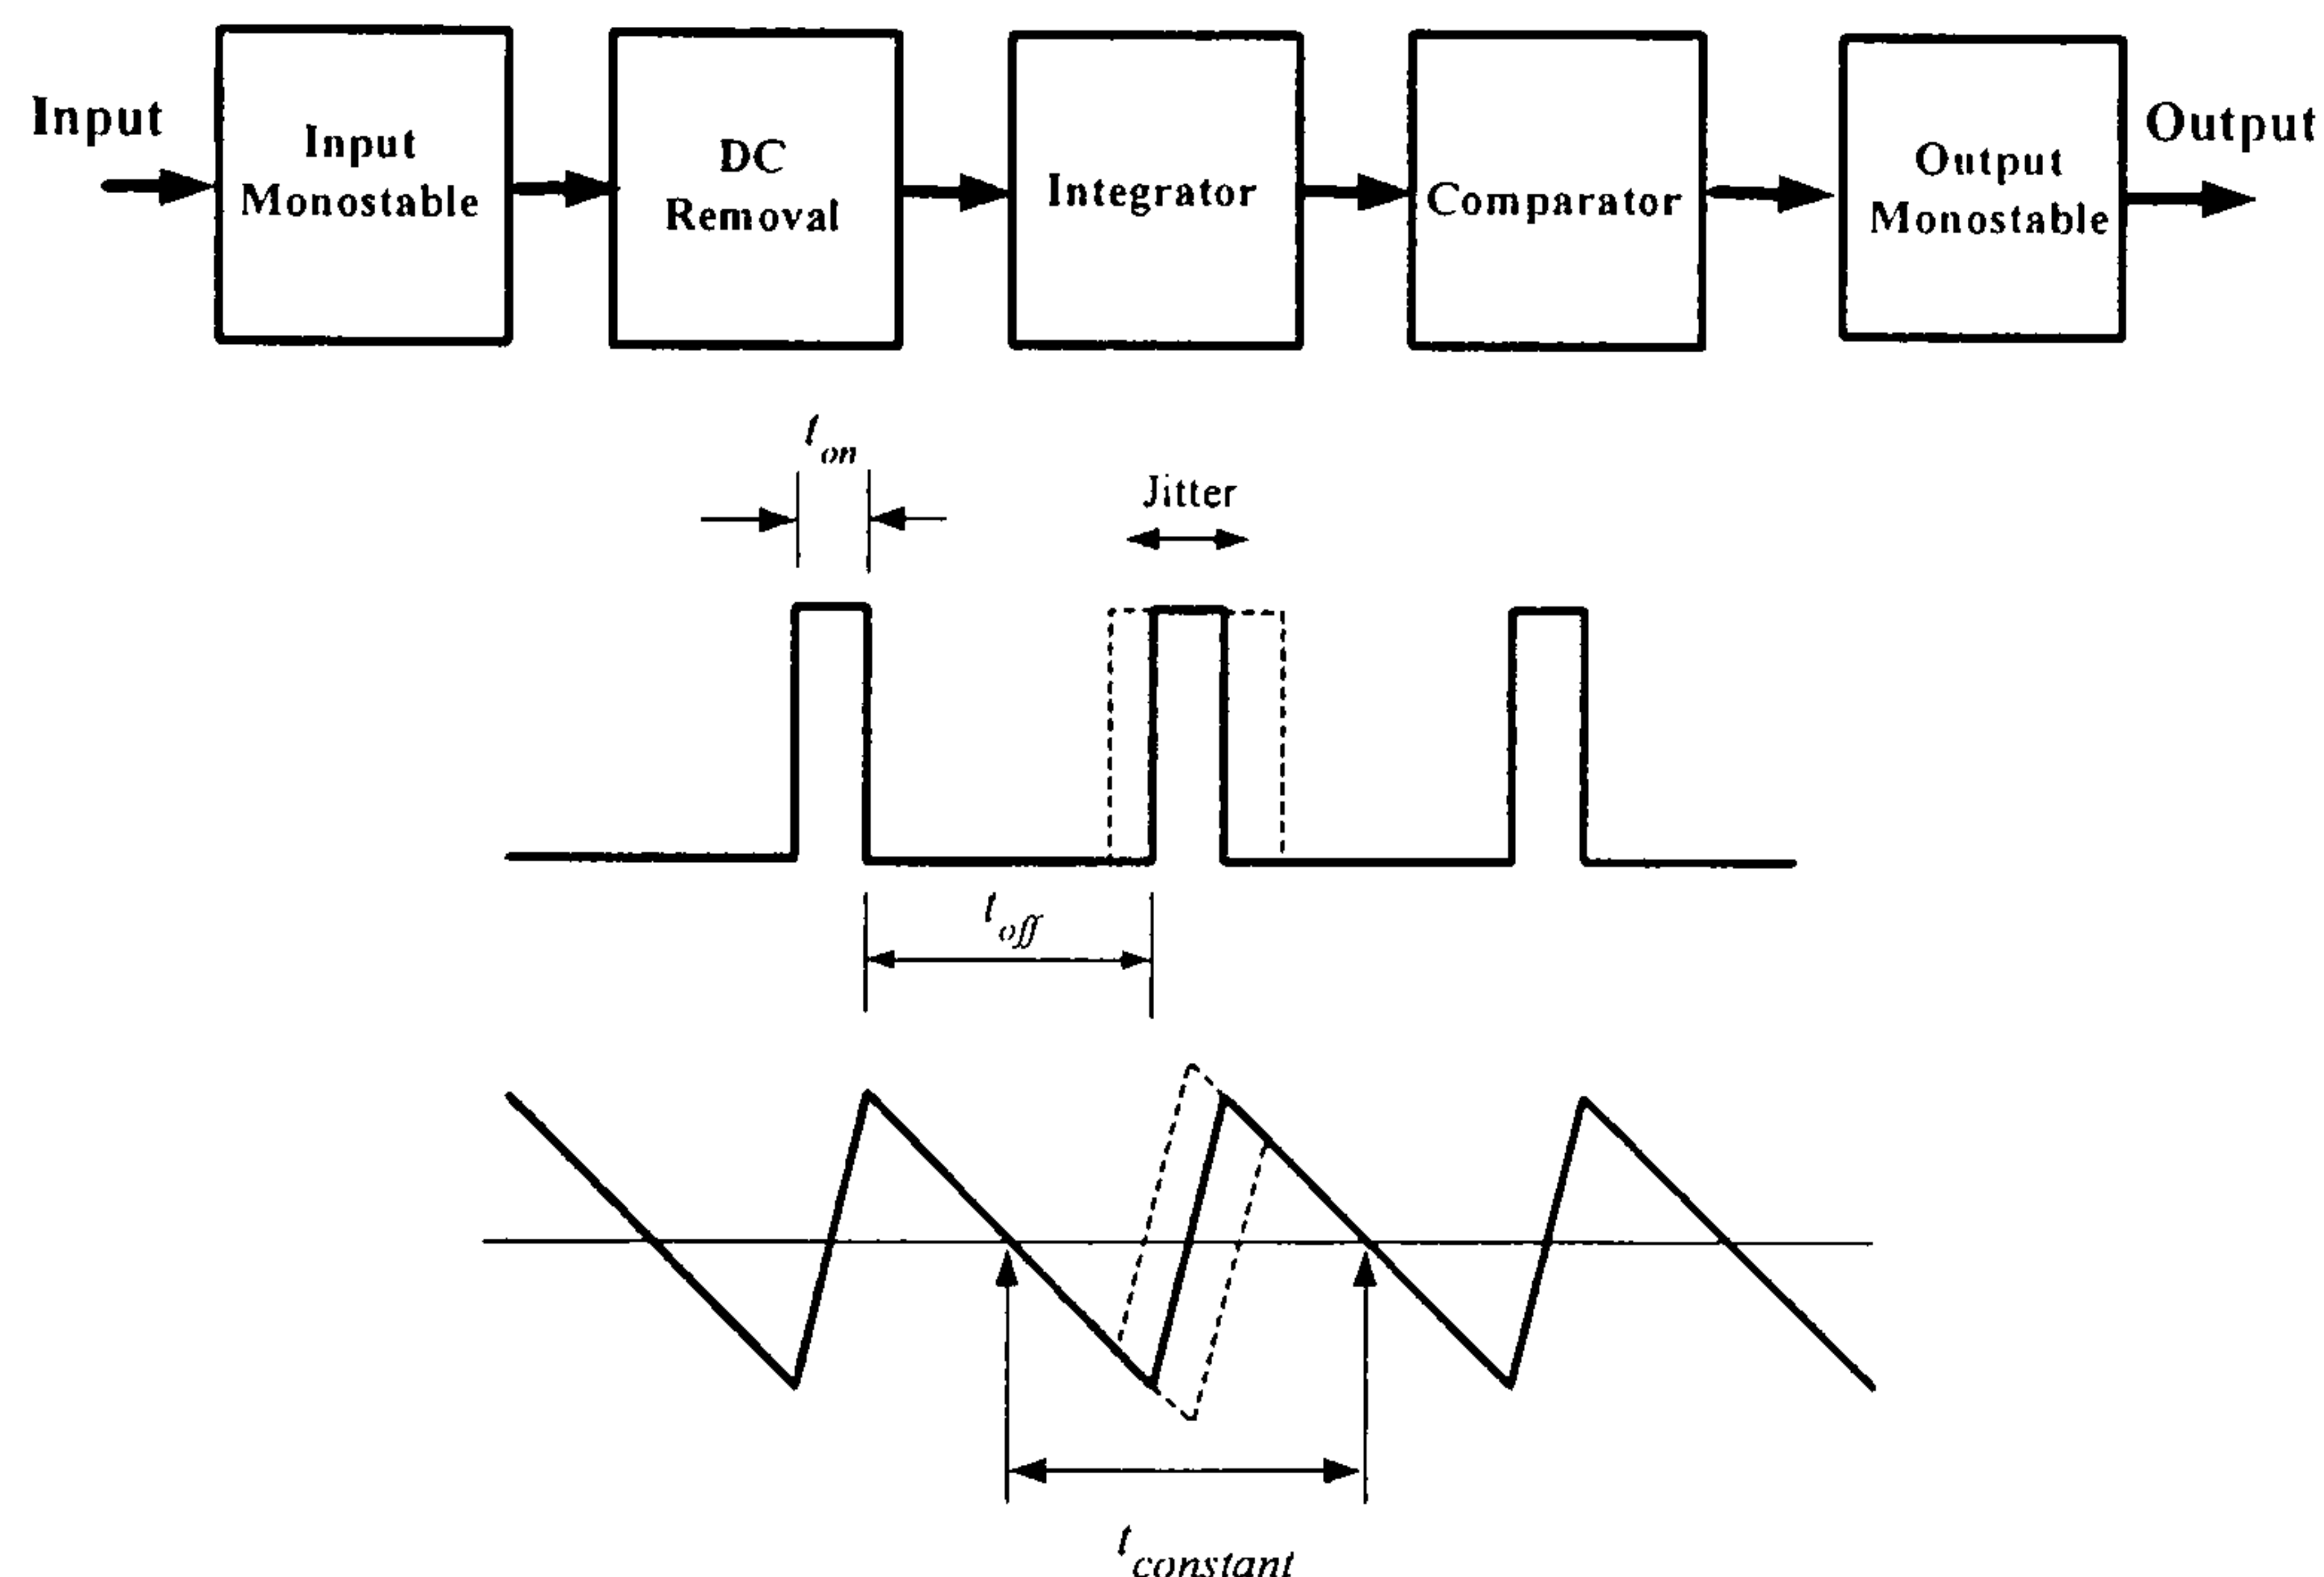 Input
Input
Monostable
DC
Removal
Integrator
Comparator
Output
Monostable
Output
t_on
Jitter
t_off
t_constant